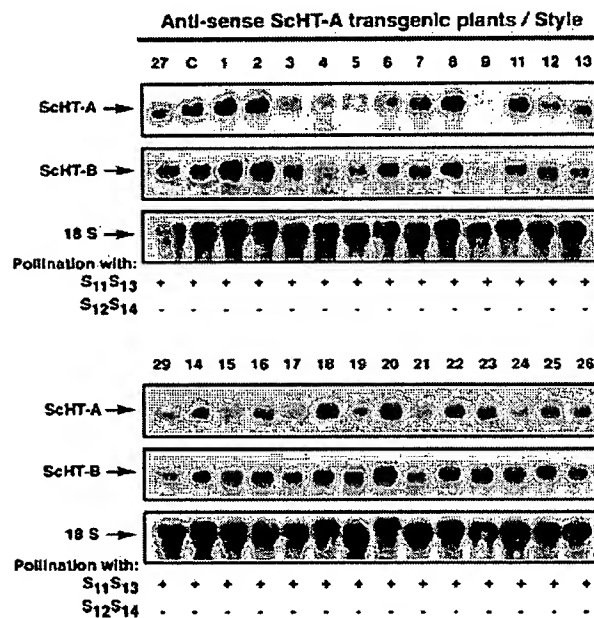 Anti-sense ScHT-A transgenic plants / Style
27 C 1 2 3 4 5 6 7 8 9 11 12 13
ScHT-A
ScHT-B
18 S
Pollination with:
S11S13 + + + + + + + + + + + + + +
S12S14 - - - - - - - - - - - - - -
29 14 15 16 17 18 19 20 21 22 23 24 25 26
ScHT-A
ScHT-B
18 S
Pollination with:
S11S13 + + + + + + + + + + + + + +
S12S14 - - - - - - - - - - - - - -